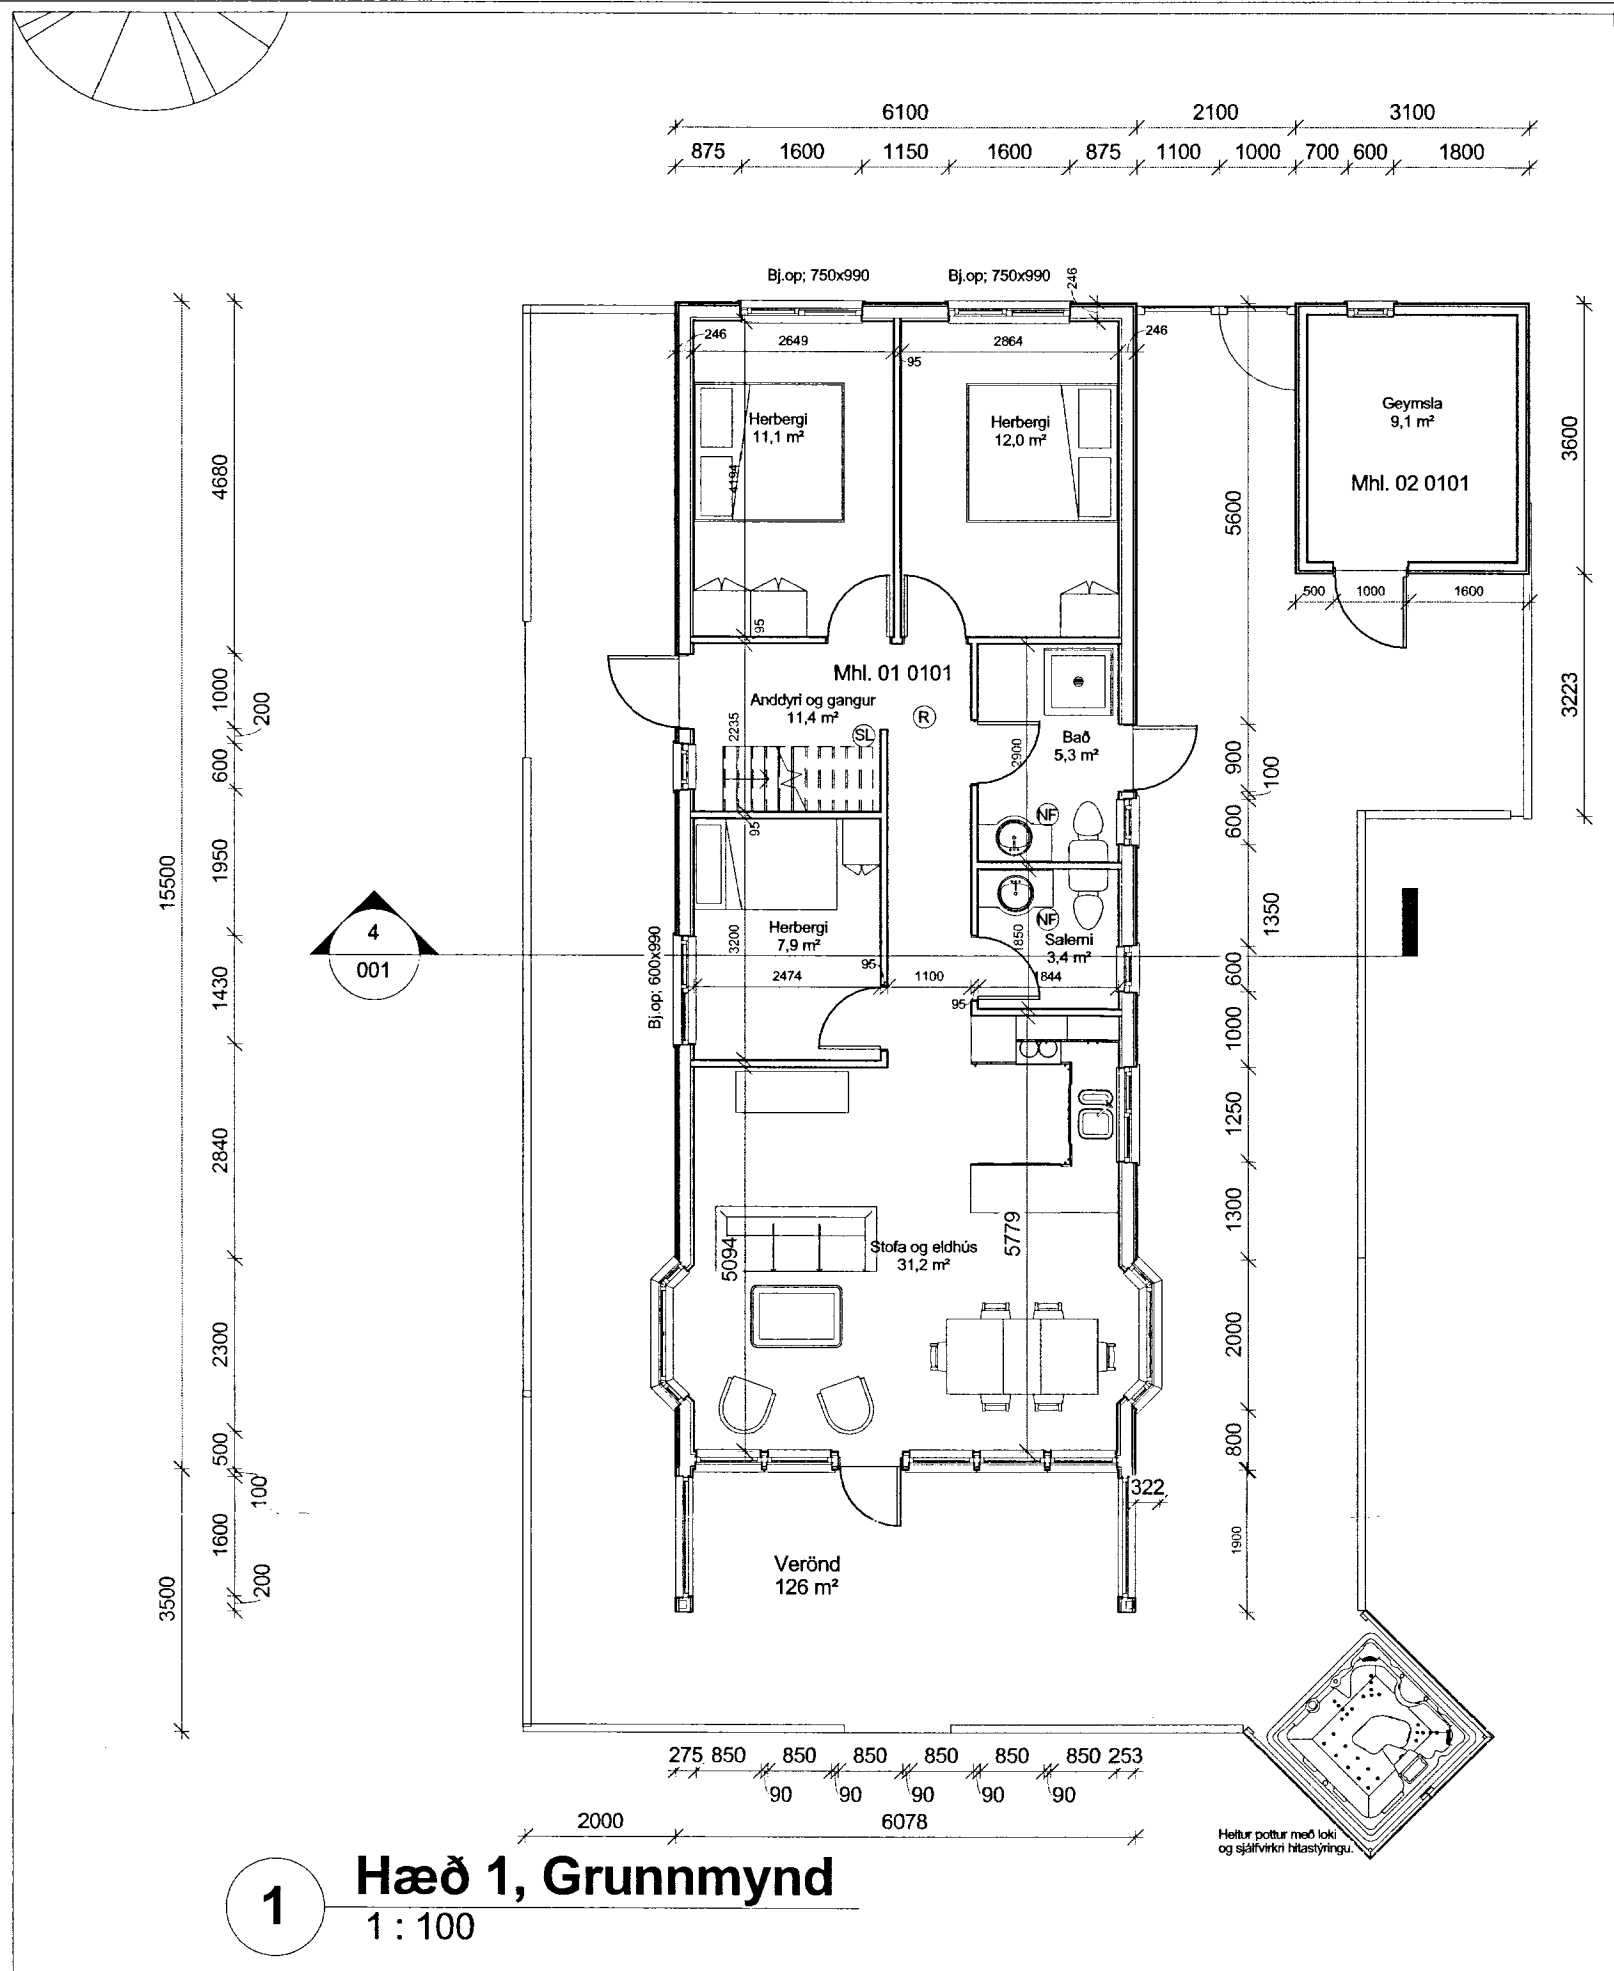 6100
2100
3100
875
1600
1150
1600
875
1100
1000
700
600
1800
Bj.op; 750x990
Bj.op; 750x990
246
246
2649
95
2864
246
Herbergi
11,1 m²
4194
Herbergi
12,0 m²
Geymsla
9,1 m²
Mhl. 02 0101
3600
500
1000
1600
3223
15500
3500
4680
1000
200
600
1950
1430
2840
2300
500
100
1600
200
95
Mhl. 01 0101
Anddyri og gangur
11,4 m²
R
SL
2235
2900
Bað
5,3 m²
NF
95
Herbergi
7,9 m²
3200
Bj.op; 600x990
NF
1850
Salerni
3,4 m²
2474
95
1100
1844
95
5600
900
100
600
1350
600
1000
1250
1300
2000
800
1900
4
001
5094
5779
Stofa og eldhús
31,2 m²
322
Verönd
126 m²
275
850
850
850
850
850
850
253
90
90
90
90
90
2000
6078
Heitur pottur með loki
og sjálfvirkri hitastýringu.
1
Hæð 1, Grunnmynd
1 : 100